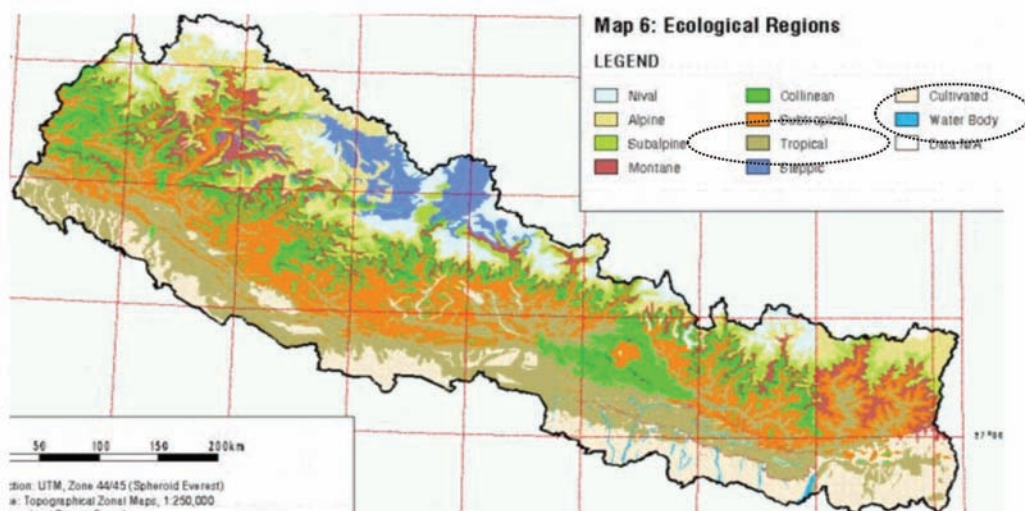 Map 6: Ecological Regions
LEGEND
Nival
Alpine
Subalpine
Montane
Collinean
Subtropical
Tropical
Steppic
Cultivated
Water Body
Data N/A
50 100 150 200km
ction: UTM, Zone 44/45 (Spheroid Everest)
e: Topographical Zonal Maps, 1:250,000